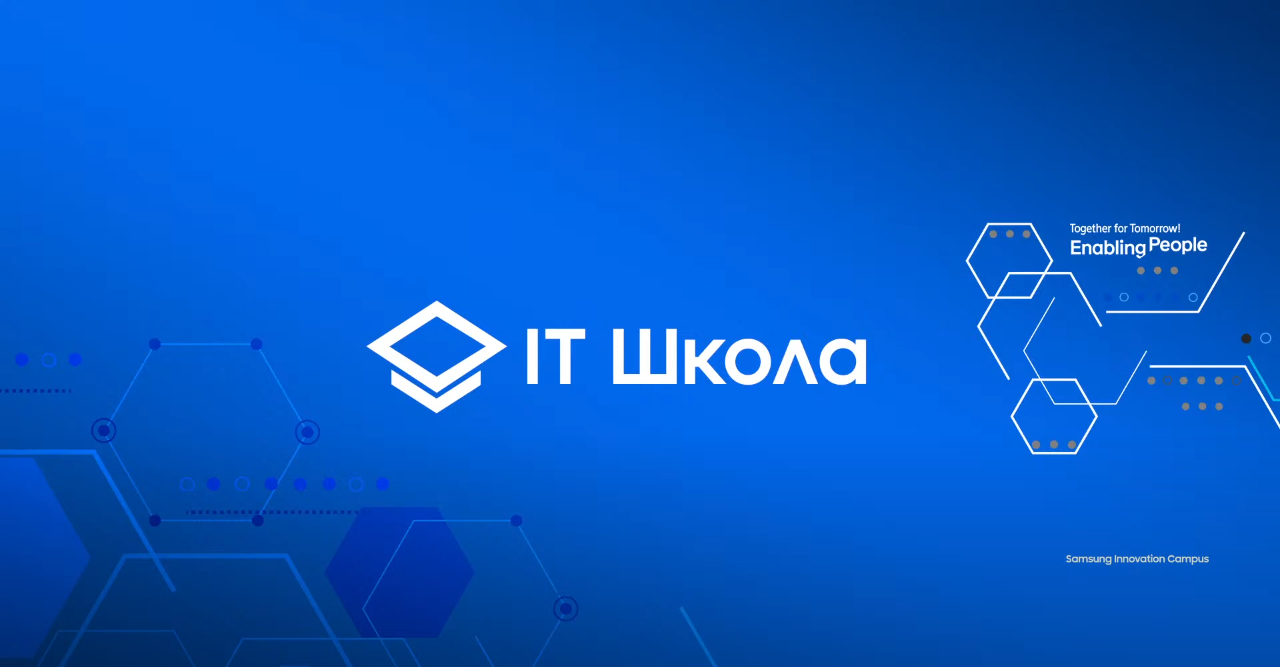 Together for Tomorrow!
Enabling People
IT Школа
Samsung Innovation Campus